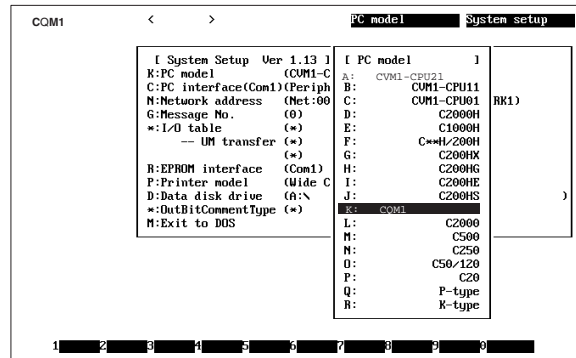 CQM1 < > PC model System setup
[ System Setup Ver 1.13 ]
K:PC model (CVM1-C
C:PC interface(Com1)(Periph
N:Network address (Net:00
G:Message No. (0)
*:I/O table (*)
-- UM transfer (*)
(*)
R:EPROM interface (Com1)
P:Printer model (Wide C
D:Data disk drive (A:\
*:OutBitCommentType (*)
M:Exit to DOS
RK1)
)
[ PC model ]
A: CVM1-CPU21
B: CVM1-CPU11
C: CVM1-CPU01
D: C2000H
E: C1000H
F: C**H/200H
G: C200HX
H: C200HG
I: C200HE
J: C200HS
K: CQM1
L: C2000
M: C500
N: C250
O: C50/120
P: C20
Q: P-type
R: K-type
1 2 3 4 5 6 7 8 9 0